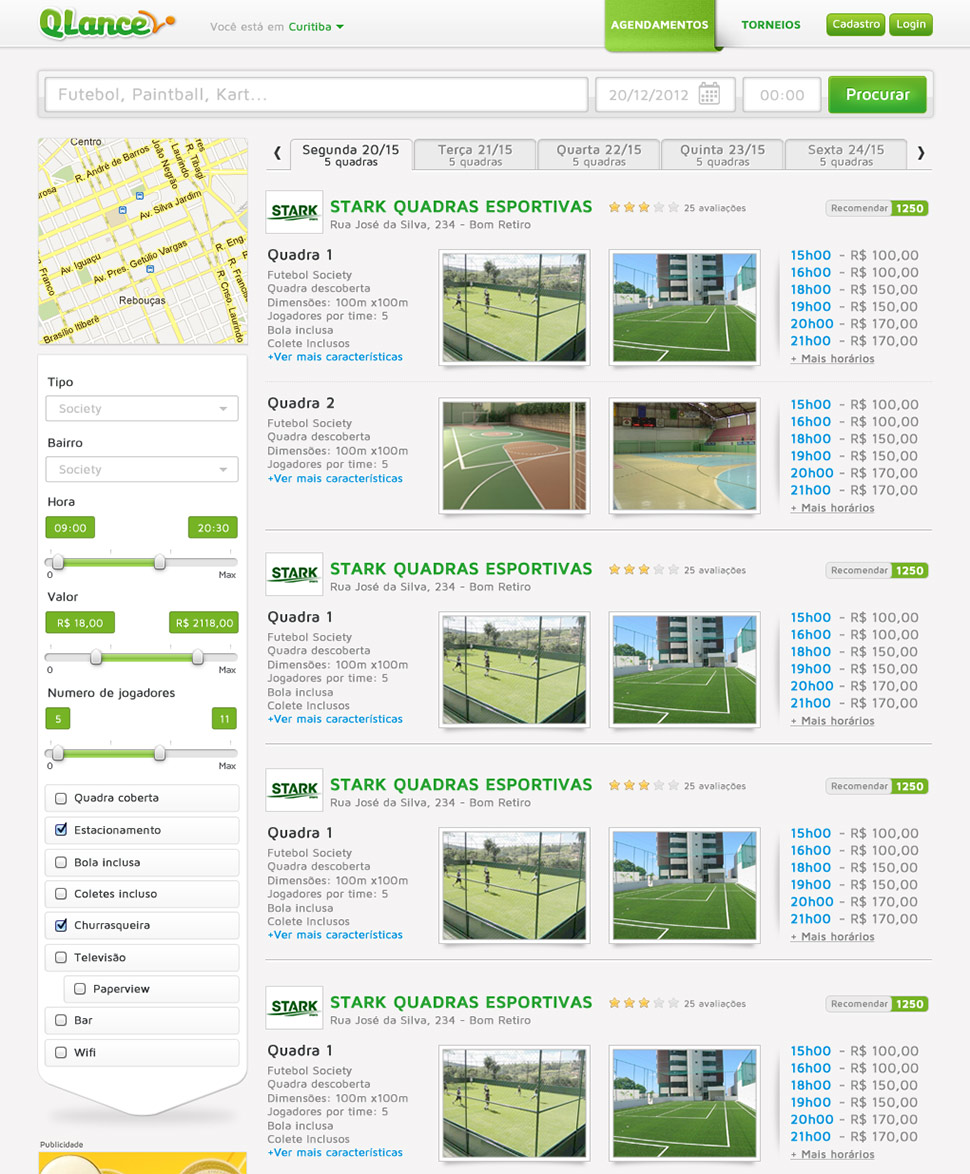 QLance
Você está em Curitiba
AGENDAMENTOS
TORNEIOS
Cadastro
Login
Futebol, Paintball, Kart...
20/12/2012
00:00
Procurar
Centro
R. André de Barros
João Negrão
R. Tibagi
Laurindo
Av. Silva Jardim
Av. Iguaçu
Av. Pres. Getúlio Vargas
R. Eng.
Rebouças
R. Francisco
R. Cnso. Laurindo
Brasílio Itiberê
Tipo
Society
Bairro
Society
Hora
09:00
20:30
0
Max
Valor
R$ 18,00
R$ 2118,00
0
Max
Numero de jogadores
5
11
0
Max
Quadra coberta
Estacionamento
Bola inclusa
Coletes incluso
Churrasqueira
Televisão
Paperview
Bar
Wifi
Publicidade
Segunda 20/15
5 quadras
Terça 21/15
5 quadras
Quarta 22/15
5 quadras
Quinta 23/15
5 quadras
Sexta 24/15
5 quadras
STARK
STARK QUADRAS ESPORTIVAS
25 avaliações
Recomendar 1250
Rua José da Silva, 234 - Bom Retiro
Quadra 1
Futebol Society
Quadra descoberta
Dimensões: 100m x100m
Jogadores por time: 5
Bola inclusa
Colete Inclusos
+Ver mais características
15h00 - R$ 100,00
16h00 - R$ 100,00
18h00 - R$ 150,00
19h00 - R$ 150,00
20h00 - R$ 170,00
21h00 - R$ 170,00
+ Mais horários
Quadra 2
Futebol Society
Quadra descoberta
Dimensões: 100m x100m
Jogadores por time: 5
+Ver mais características
15h00 - R$ 100,00
16h00 - R$ 100,00
18h00 - R$ 150,00
19h00 - R$ 150,00
20h00 - R$ 170,00
21h00 - R$ 170,00
+ Mais horários
STARK
STARK QUADRAS ESPORTIVAS
25 avaliações
Recomendar 1250
Rua José da Silva, 234 - Bom Retiro
Quadra 1
Futebol Society
Quadra descoberta
Dimensões: 100m x100m
Jogadores por time: 5
Bola inclusa
Colete Inclusos
+Ver mais características
15h00 - R$ 100,00
16h00 - R$ 100,00
18h00 - R$ 150,00
19h00 - R$ 150,00
20h00 - R$ 170,00
21h00 - R$ 170,00
+ Mais horários
STARK
STARK QUADRAS ESPORTIVAS
25 avaliações
Recomendar 1250
Rua José da Silva, 234 - Bom Retiro
Quadra 1
Futebol Society
Quadra descoberta
Dimensões: 100m x100m
Jogadores por time: 5
Bola inclusa
Colete Inclusos
+Ver mais características
15h00 - R$ 100,00
16h00 - R$ 100,00
18h00 - R$ 150,00
19h00 - R$ 150,00
20h00 - R$ 170,00
21h00 - R$ 170,00
+ Mais horários
STARK
STARK QUADRAS ESPORTIVAS
25 avaliações
Recomendar 1250
Rua José da Silva, 234 - Bom Retiro
Quadra 1
Futebol Society
Quadra descoberta
Dimensões: 100m x100m
Jogadores por time: 5
Bola inclusa
Colete Inclusos
+Ver mais características
15h00 - R$ 100,00
16h00 - R$ 100,00
18h00 - R$ 150,00
19h00 - R$ 150,00
20h00 - R$ 170,00
21h00 - R$ 170,00
+ Mais horários